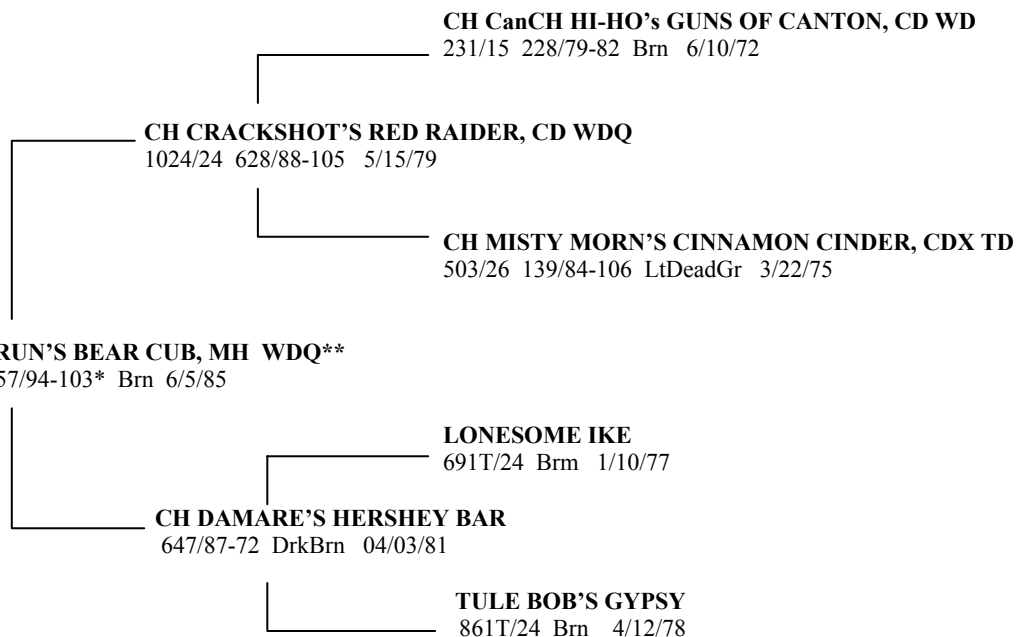 CH CanCH HI-HO's GUNS OF CANTON, CD WD
231/15 228/79-82 Brn 6/10/72
CH CRACKSHOT'S RED RAIDER, CD WDQ
1024/24 628/88-105 5/15/79
CH MISTY MORN'S CINNAMON CINDER, CDX TD
503/26 139/84-106 LtDeadGr 3/22/75
RUN'S BEAR CUB, MH WDQ**
57/94-103* Brn 6/5/85
LONESOME IKE
691T/24 Brm 1/10/77
CH DAMARE'S HERSHEY BAR
647/87-72 DrkBrn 04/03/81
TULE BOB'S GYPSY
861T/24 Brn 4/12/78